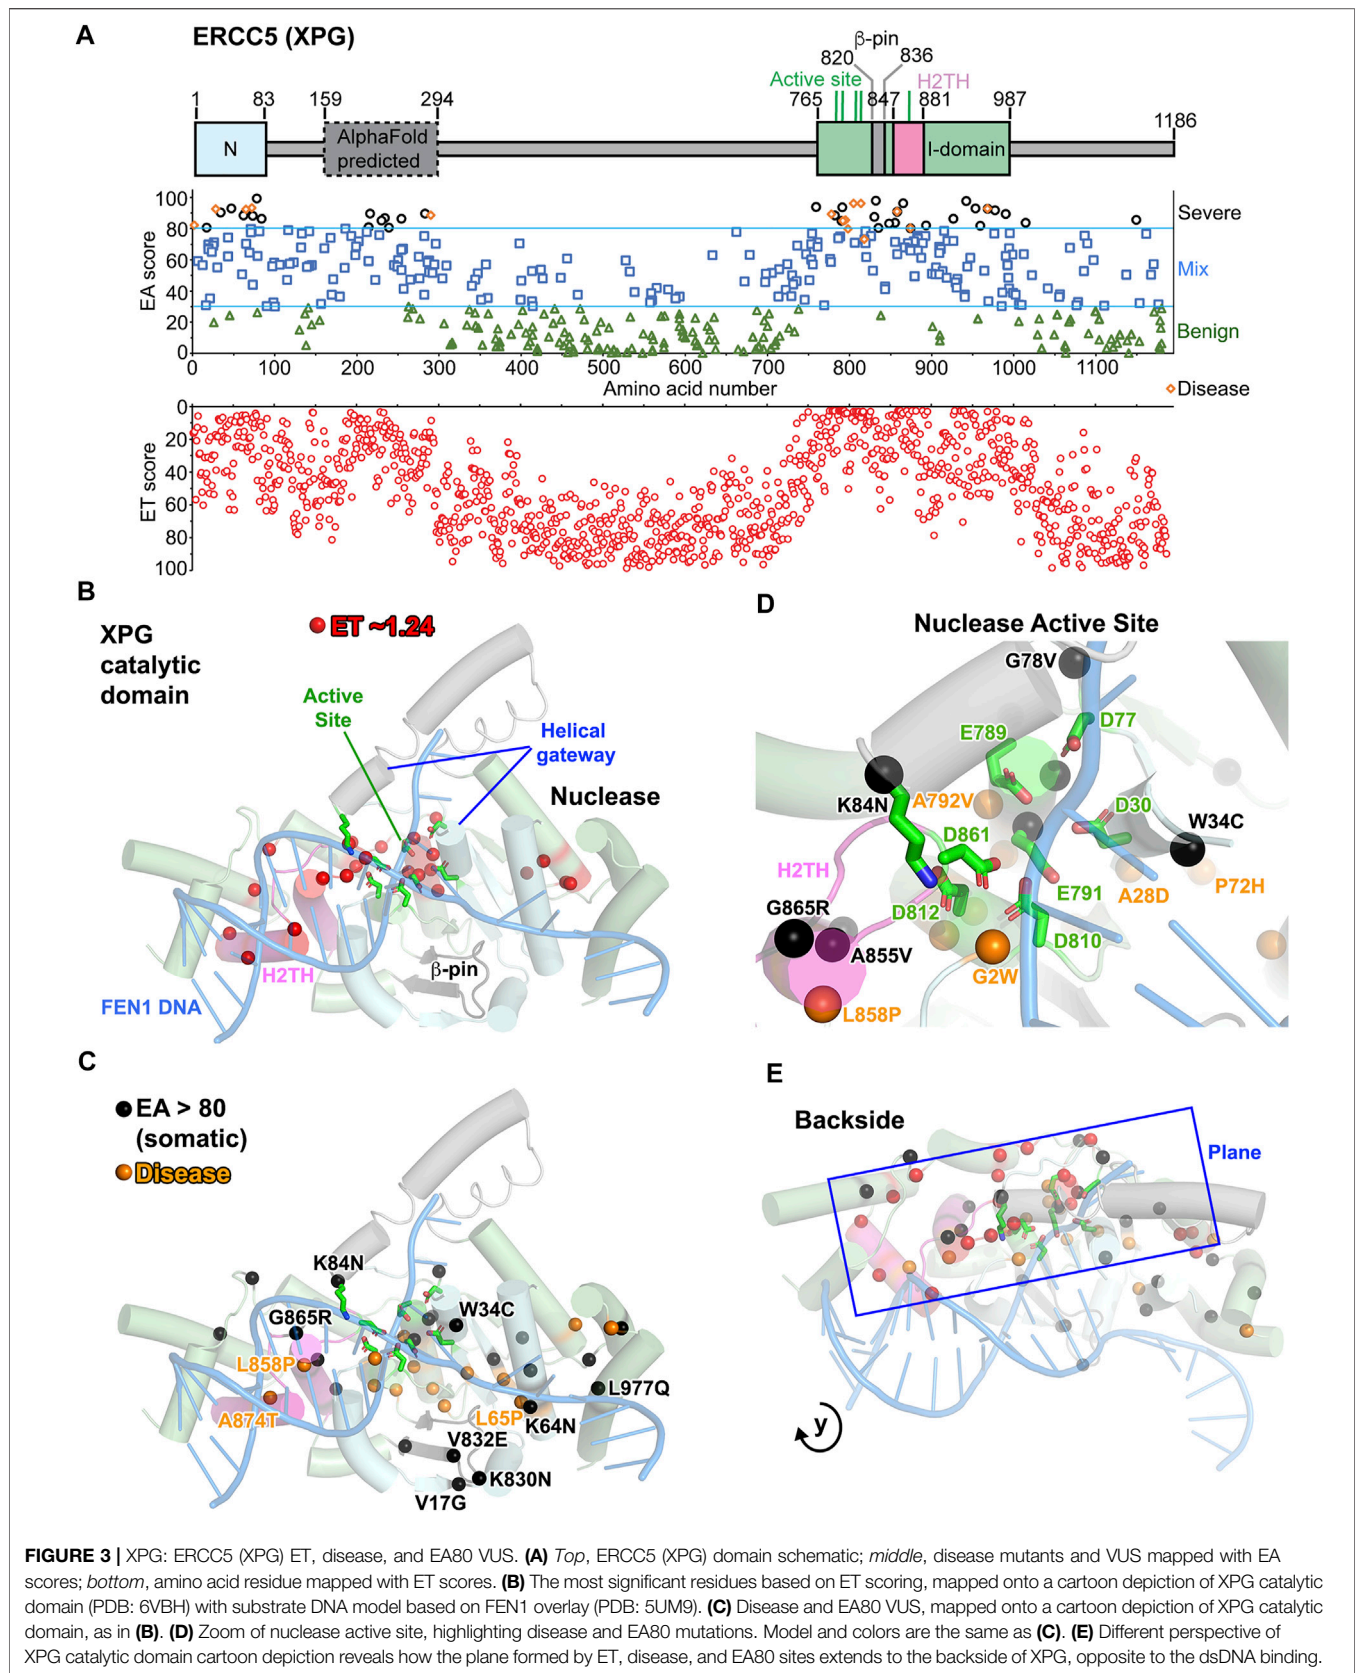 A
ERCC5 (XPG)
β-pin
820
836
Active site
H2TH
1
83
159
294
765
847
881
987
1186
N
AlphaFold
predicted
I-domain
EA score
100
80
60
40
20
0
Severe
Mix
Benign
0
100
200
300
400
500
600
700
800
900
1000
1100
Amino acid number
Disease
ET score
0
20
40
60
80
100
B
XPG
catalytic
domain
ET ~1.24
Active
Site
Helical
gateway
Nuclease
β-pin
H2TH
FEN1 DNA
D
Nuclease Active Site
G78V
D77
E789
K84N
A792V
D30
W34C
D861
H2TH
E791
P72H
A28D
G865R
D812
D810
A855V
G2W
L858P
C
EA > 80
(somatic)
Disease
K84N
G865R
W34C
L858P
L977Q
A874T
L65P
K64N
V832E
K830N
V17G
E
Backside
Plane
y
FIGURE 3 | XPG: ERCC5 (XPG) ET, disease, and EA80 VUS. (A) Top, ERCC5 (XPG) domain schematic; middle, disease mutants and VUS mapped with EA
scores; bottom, amino acid residue mapped with ET scores. (B) The most significant residues based on ET scoring, mapped onto a cartoon depiction of XPG catalytic
domain (PDB: 6VBH) with substrate DNA model based on FEN1 overlay (PDB: 5UM9). (C) Disease and EA80 VUS, mapped onto a cartoon depiction of XPG catalytic
domain, as in (B). (D) Zoom of nuclease active site, highlighting disease and EA80 mutations. Model and colors are the same as (C). (E) Different perspective of
XPG catalytic domain cartoon depiction reveals how the plane formed by ET, disease, and EA80 sites extends to the backside of XPG, opposite to the dsDNA binding.